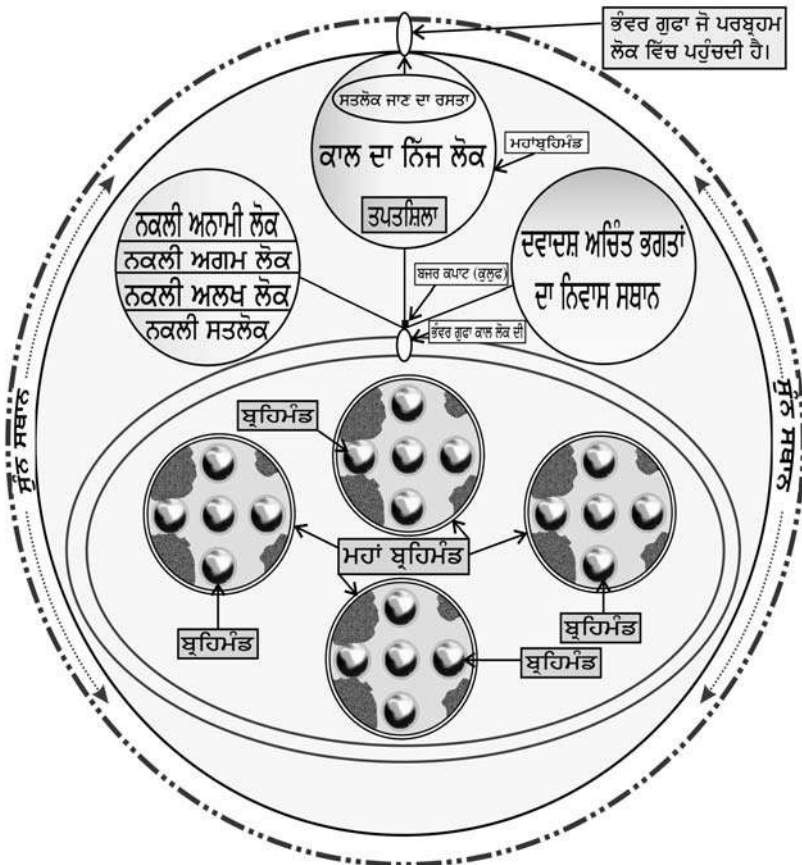 ਭੰਵਰ ਗੁਫਾ ਜੋ ਪਰਬ੍ਰਹਮ
ਲੋਕ ਵਿੱਚ ਪਹੁੰਚਦੀ ਹੈ।
ਸਤਲੋਕ ਜਾਣ ਦਾ ਰਸਤਾ
ਕਾਲ ਦਾ ਨਿੱਜ ਲੋਕ
ਮਹਾਂਬ੍ਰਹਿਮੰਡ
ਤਪਤਸ਼ਿਲਾ
ਨਕਲੀ ਅਨਾਮੀ ਲੋਕ
ਨਕਲੀ ਅਗਮ ਲੋਕ
ਨਕਲੀ ਅਲਖ ਲੋਕ
ਨਕਲੀ ਸਤਲੋਕ
ਦਵਾਦਸ਼ ਅਚਿੰਤ ਭਗਤਾਂ
ਦਾ ਨਿਵਾਸ ਸਥਾਨ
ਬਜਰ ਕਪਾਟ (ਕੁਲਫ)
ਭੰਵਰ ਗੁਫਾ ਕਾਲ ਲੋਕ ਦੀ
ਸੁੰਨ ਸਥਾਨ
ਸੁੰਨ ਸਥਾਨ
ਬ੍ਰਹਿਮੰਡ
ਮਹਾਂ ਬ੍ਰਹਿਮੰਡ
ਬ੍ਰਹਿਮੰਡ
ਬ੍ਰਹਿਮੰਡ
ਬ੍ਰਹਿਮੰਡ